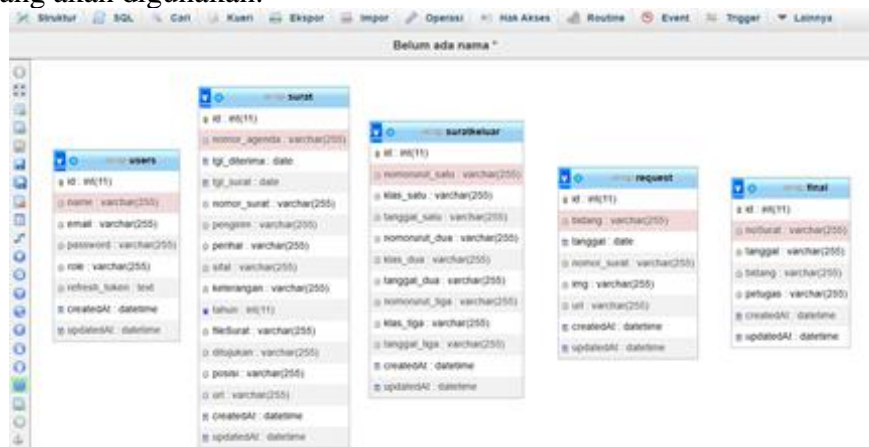 ang akan digunakan.
Struktur SQL Cari Kueri Ekspor Impor Operasi Hak Akses Routine Event Trigger Lainnya
Belum ada nama *
users
id : int(11)
name : varchar(255)
email : varchar(255)
password : varchar(255)
role : varchar(255)
refresh_token : text
createdAt : datetime
updatedAt : datetime
surat
id : int(11)
nomor_agenda : varchar(255)
tgl_diterima : date
tgl_surat : date
nomor_surat : varchar(255)
pengirim : varchar(255)
perihal : varchar(255)
sifat : varchar(255)
keterangan : varchar(255)
tahun : int(11)
fileSurat : varchar(255)
ditujukan : varchar(255)
posisi : varchar(255)
url : varchar(255)
createdAt : datetime
updatedAt : datetime
suratkeluar
id : int(11)
nomorurut_satu : varchar(255)
klas_satu : varchar(255)
tanggal_satu : varchar(255)
nomorurut_dua : varchar(255)
klas_dua : varchar(255)
tanggal_dua : varchar(255)
nomorurut_tiga : varchar(255)
klas_tiga : varchar(255)
tanggal_tiga : varchar(255)
createdAt : datetime
updatedAt : datetime
request
id : int(11)
bidang : varchar(255)
tanggal : date
nomor_surat : varchar(255)
img : varchar(255)
url : varchar(255)
createdAt : datetime
updatedAt : datetime
final
id : int(11)
noSurat : varchar(255)
tanggal : varchar(255)
bidang : varchar(255)
petugas : varchar(255)
createdAt : datetime
updatedAt : datetime